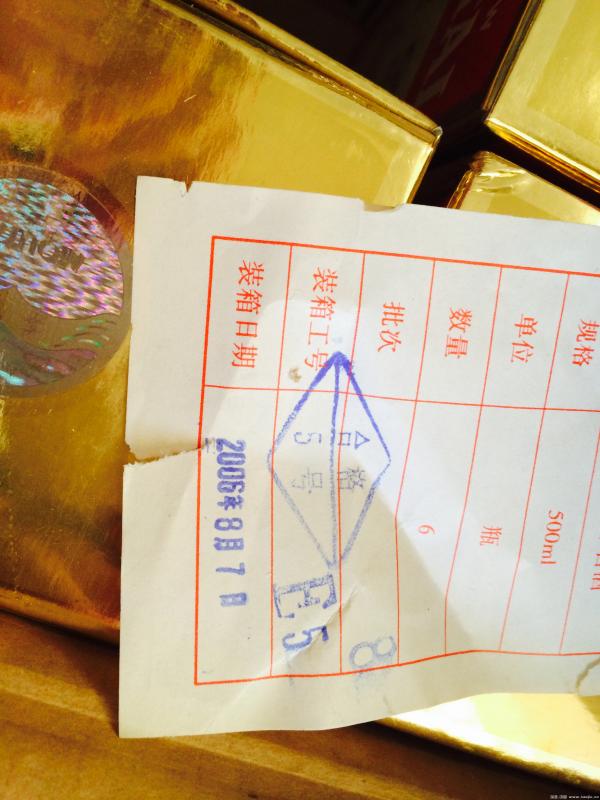 规格 500ml
单位 瓶
数量 6
批次 8
装箱工号 E.5
合格
5号
装箱日期 2006年8月7日